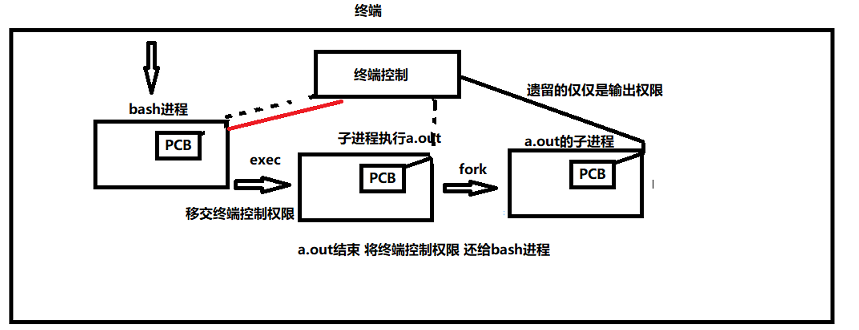 终端
终端控制
遗留的仅仅是输出权限
bash进程
子进程执行a.out
a.out的子进程
PCB
PCB
PCB
exec
fork
移交终端控制权限
a.out结束 将终端控制权限 还给bash进程